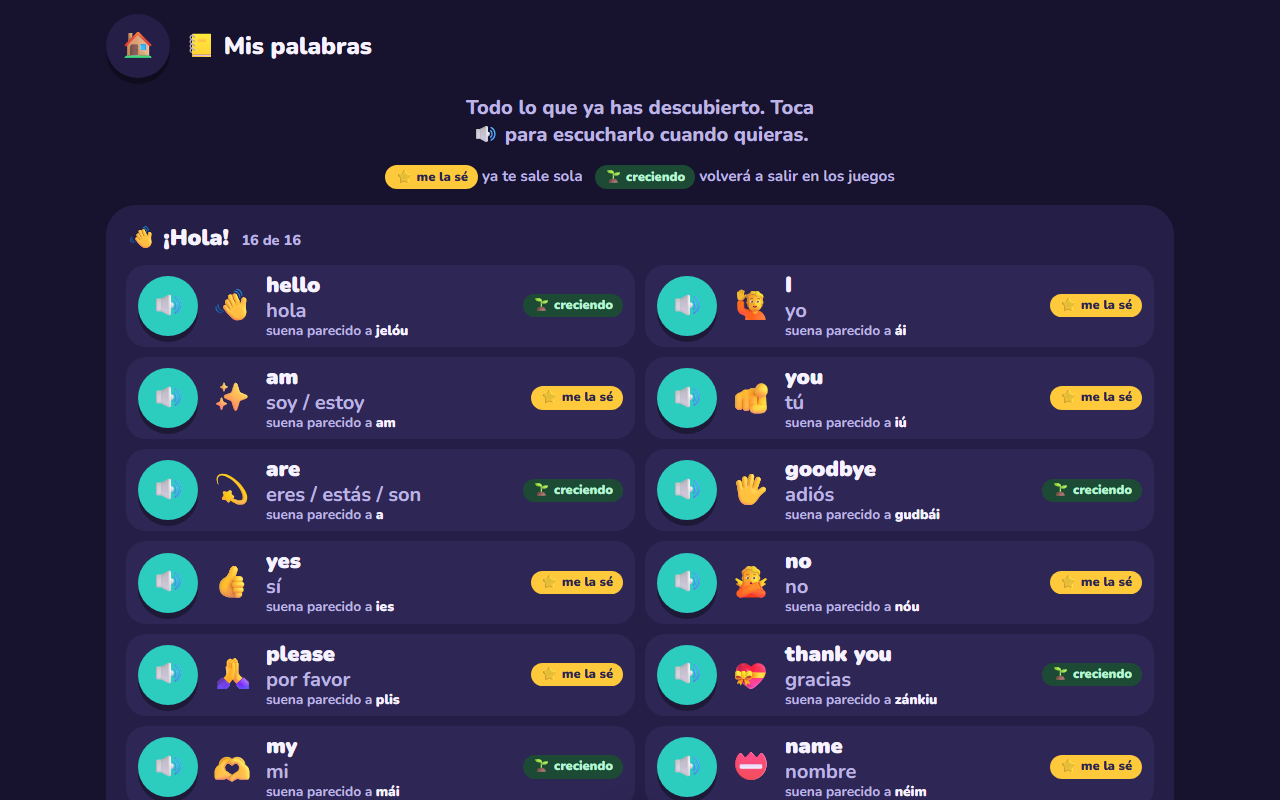 Mis palabras
Todo lo que ya has descubierto. Toca
para escucharlo cuando quieras.
me la sé ya te sale sola creciendo volverá a salir en los juegos
¡Hola! 16 de 16
hello
hola
suena parecido a jelóu
creciendo
I
yo
suena parecido a ái
me la sé
am
soy / estoy
suena parecido a am
me la sé
you
tú
suena parecido a iú
me la sé
are
eres / estás / son
suena parecido a a
creciendo
goodbye
adiós
suena parecido a gudbái
creciendo
yes
sí
suena parecido a ies
me la sé
no
no
suena parecido a nóu
me la sé
please
por favor
suena parecido a plis
me la sé
thank you
gracias
suena parecido a zánkiu
creciendo
my
mi
suena parecido a mái
creciendo
name
nombre
suena parecido a néim
me la sé